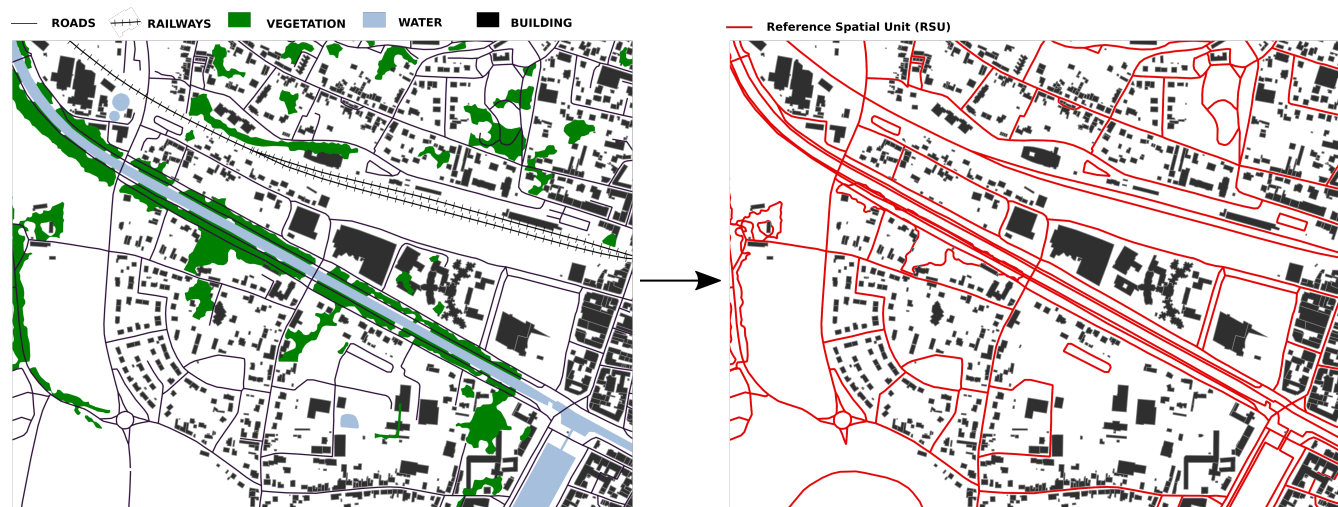 ROADS RAILWAYS VEGETATION WATER BUILDING
Reference Spatial Unit (RSU)